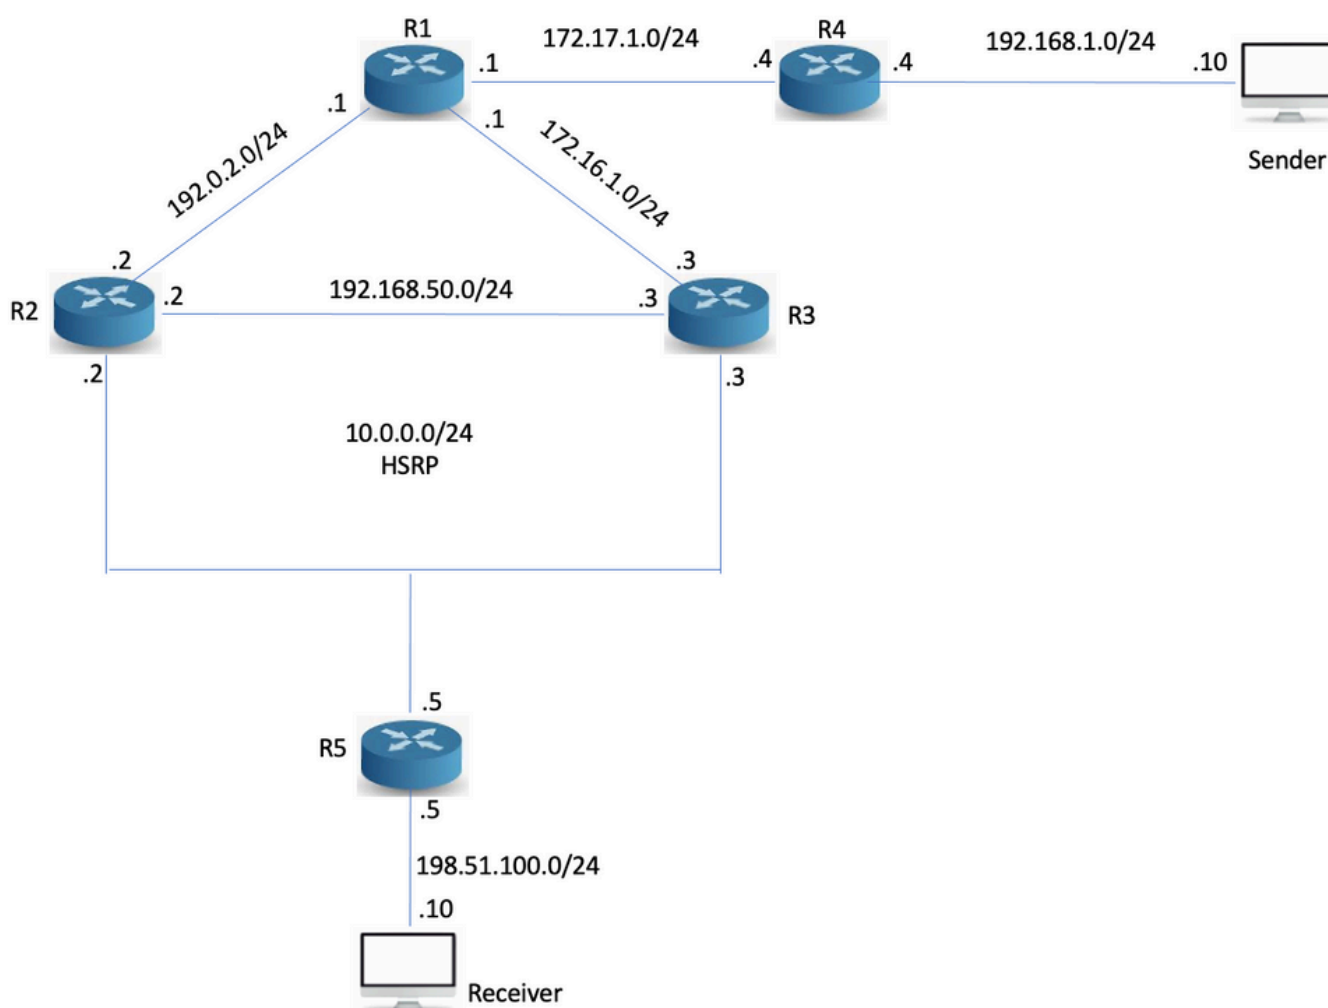 R1
172.17.1.0/24
R4
192.168.1.0/24
.1
.4
.4
.10
.1
.1
192.0.2.0/24
172.16.1.0/24
Sender
.2
.3
R2
.2
192.168.50.0/24
.3
R3
.2
.3
10.0.0.0/24
HSRP
.5
R5
.5
198.51.100.0/24
.10
Receiver